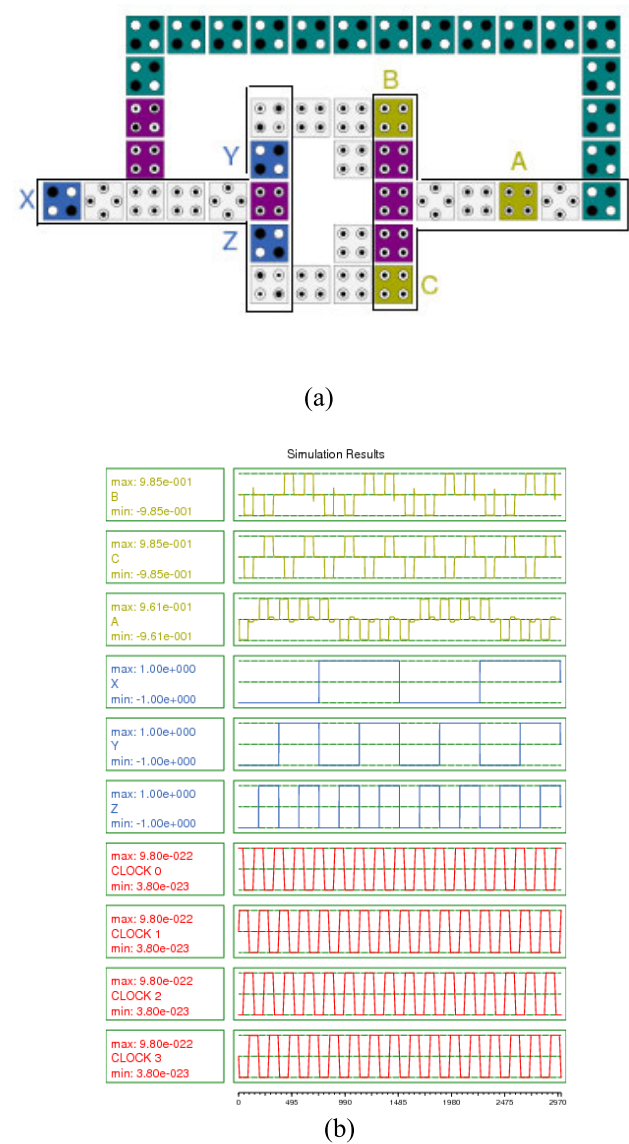 B
Y
A
X
Z
C
(a)
Simulation Results
max: 9.85e-001
B
min: -9.85e-001
max: 9.85e-001
C
min: -9.85e-001
max: 9.61e-001
A
min: -9.61e-001
max: 1.00e+000
X
min: -1.00e+000
max: 1.00e+000
Y
min: -1.00e+000
max: 1.00e+000
Z
min: -1.00e+000
max: 9.80e-022
CLOCK 0
min: 3.80e-023
max: 9.80e-022
CLOCK 1
min: 3.80e-023
max: 9.80e-022
CLOCK 2
min: 3.80e-023
max: 9.80e-022
CLOCK 3
min: 3.80e-023
0 495 990 1485 1980 2475 2970
(b)